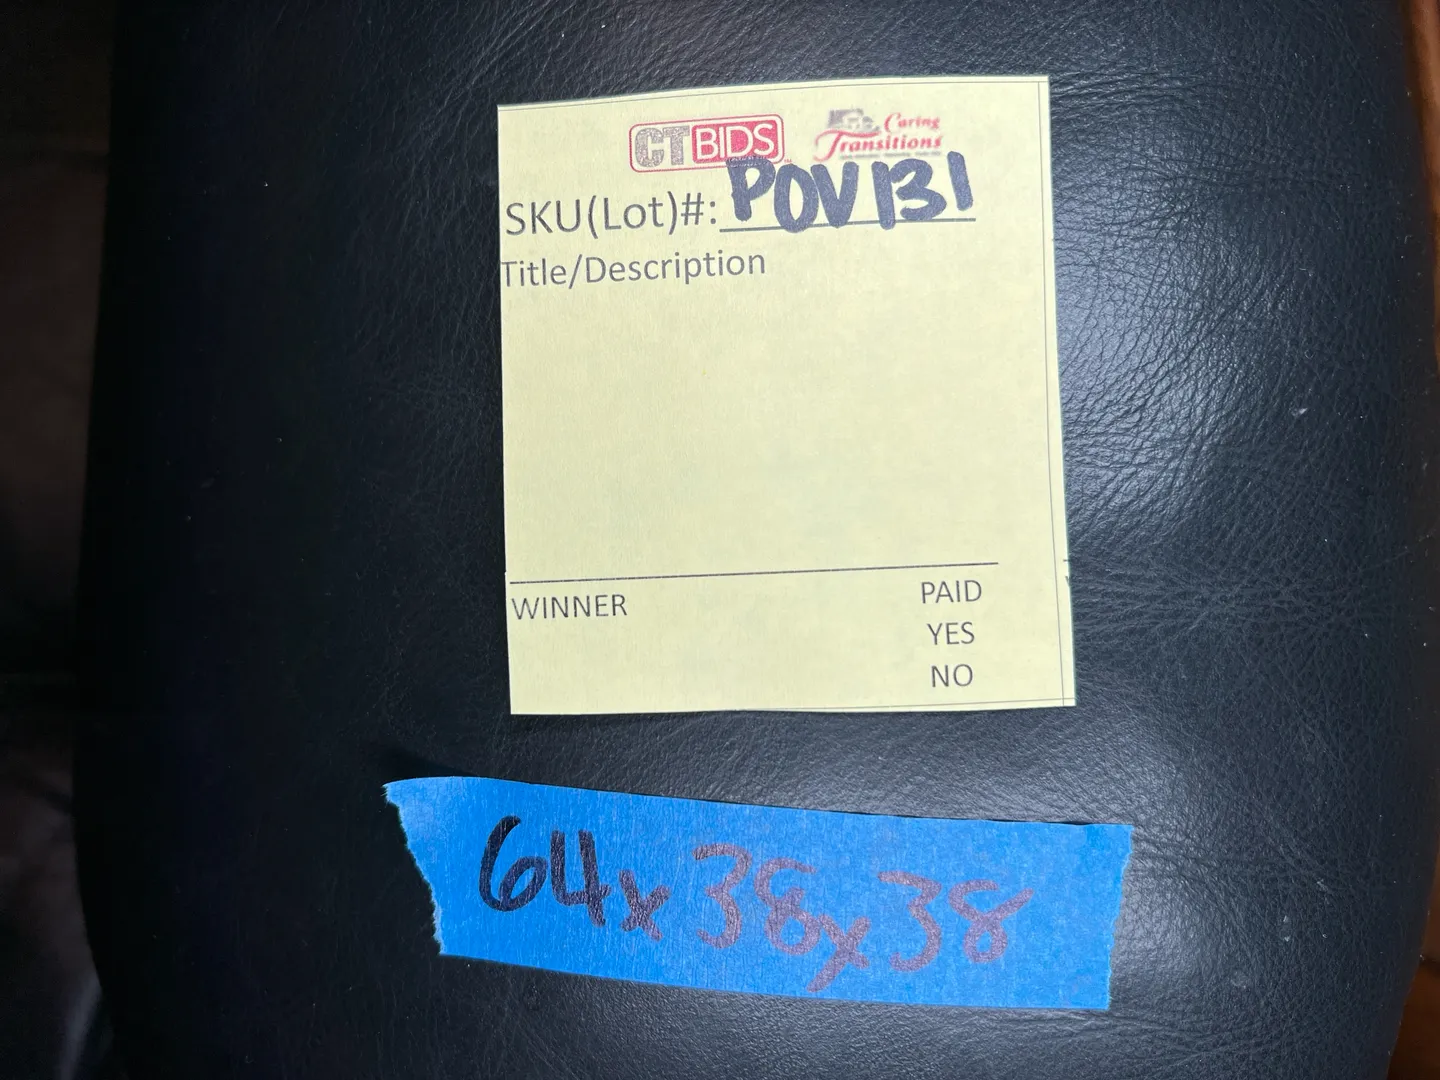 CTBIDS
Caring
Transitions
SKU(Lot)#: POV131
Title/Description
WINNER
PAID
YES
NO
64x38x38